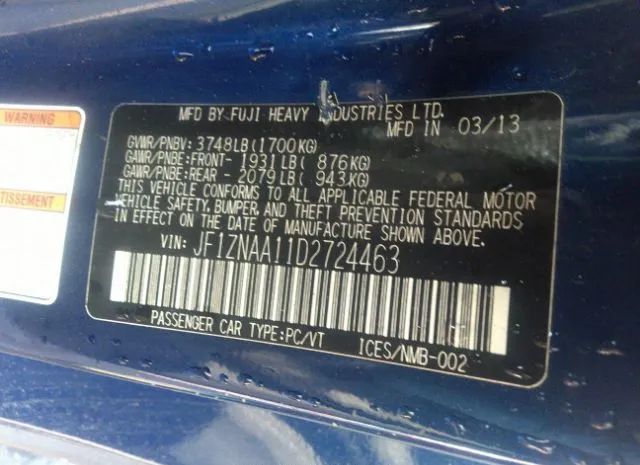 WARNING
MFD BY FUJI HEAVY INDUSTRIES LTD.
MFD IN 03/13
GVWR/PNBV: 3748LB(1700KG)
GAWR/PNBE:FRONT- 1931LB( 876KG)
GAWR/PNBE:REAR - 2079LB( 943KG)
THIS VEHICLE CONFORMS TO ALL APPLICABLE FEDERAL MOTOR
VEHICLE SAFETY, BUMPER, AND THEFT PREVENTION STANDARDS
IN EFFECT ON THE DATE OF MANUFACTURE SHOWN ABOVE.
VIN: JF1ZNAA11D2724463
PASSENGER CAR TYPE:PC/VT ICES/NMB-002